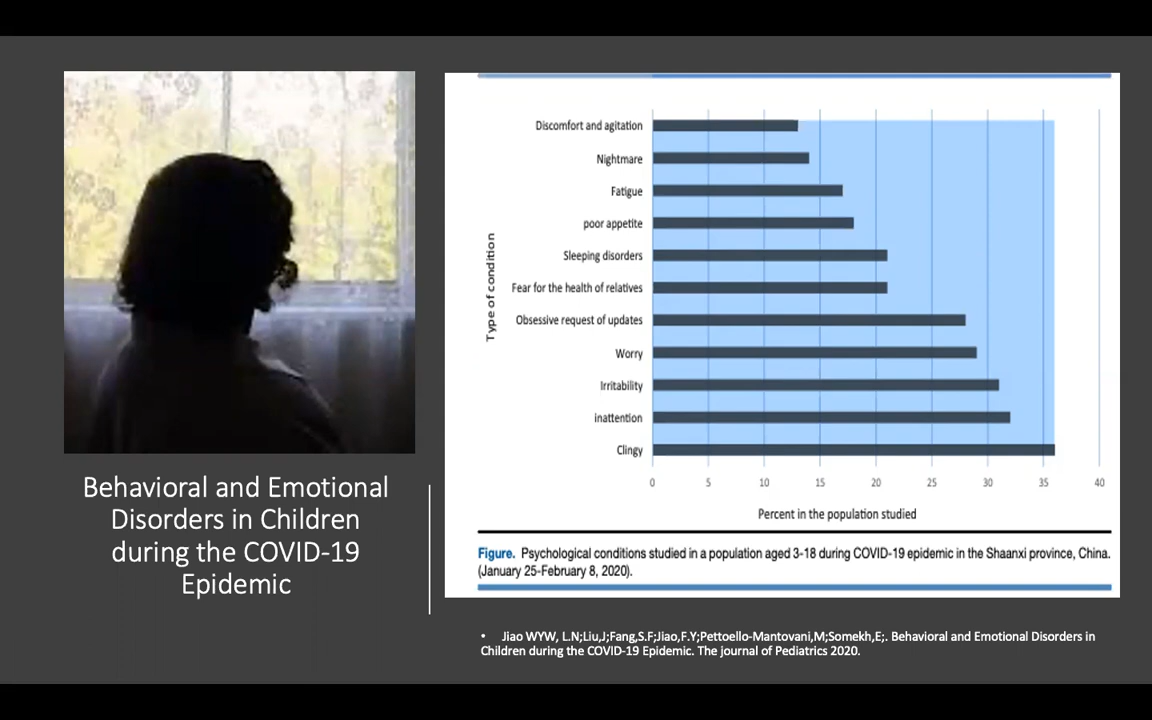 Behavioral and Emotional
Disorders in Children
during the COVID-19
Epidemic
Type of condition
Discomfort and agitation
Nightmare
Fatigue
poor appetite
Sleeping disorders
Fear for the health of relatives
Obsessive request of updates
Worry
Irritability
inattention
Clingy
0 5 10 15 20 25 30 35 40
Percent in the population studied
Figure. Psychological conditions studied in a population aged 3-18 during COVID-19 epidemic in the Shaanxi province, China.
(January 25-February 8, 2020).
• Jiao WYW, L.N;Liu,J;Fang,S.F;Jiao,F.Y;Pettoello-Mantovani,M;Somekh,E;. Behavioral and Emotional Disorders in
Children during the COVID-19 Epidemic. The journal of Pediatrics 2020.